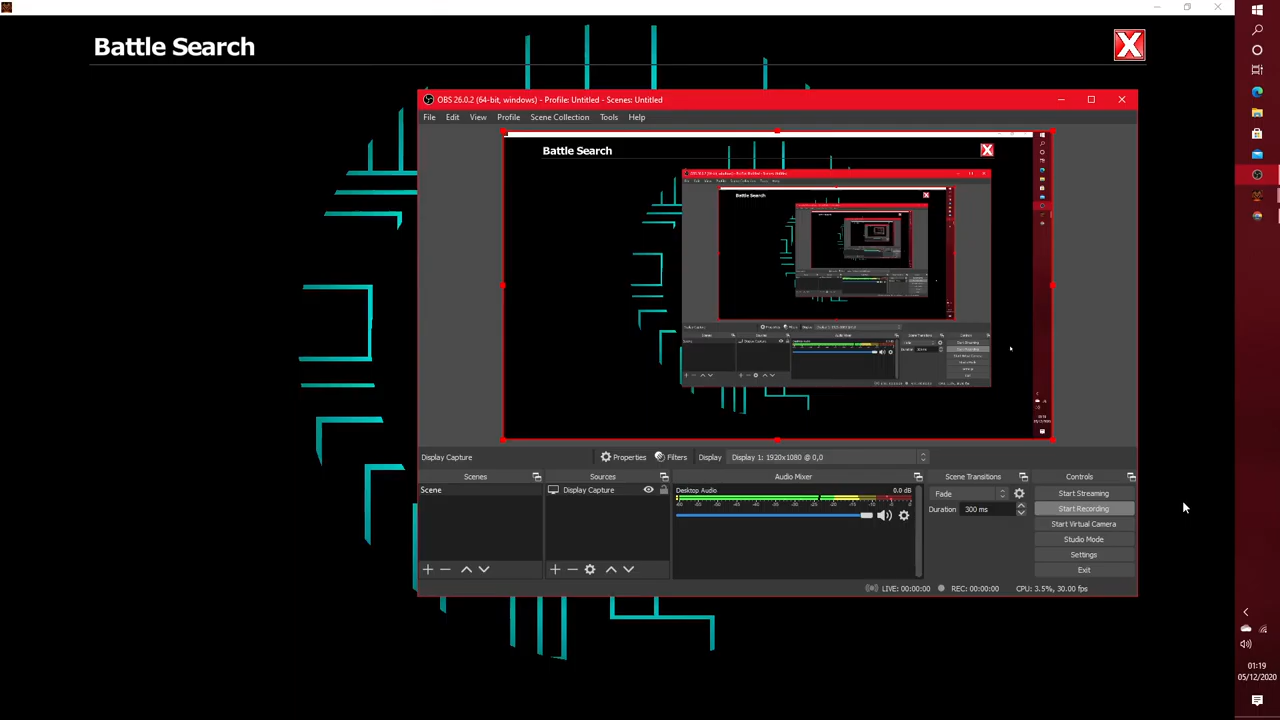 Battle Search
OBS 26.0.2 (64-bit, windows) - Profile: Untitled - Scenes: Untitled
File Edit View Profile Scene Collection Tools Help
Battle Search
Battle Search
Display Capture Properties Filters Display Display 1: 1920x1080 @ 0,0
Scenes Sources Audio Mixer Scene Transitions Controls
Scene
Display Capture
Desktop Audio 0.0 dB
Fade
Duration 300 ms
Start Streaming
Start Recording
Start Virtual Camera
Studio Mode
Settings
Exit
LIVE: 00:00:00 REC: 00:00:00 CPU: 3.5%, 30.00 fps
01:19
05/12/2020